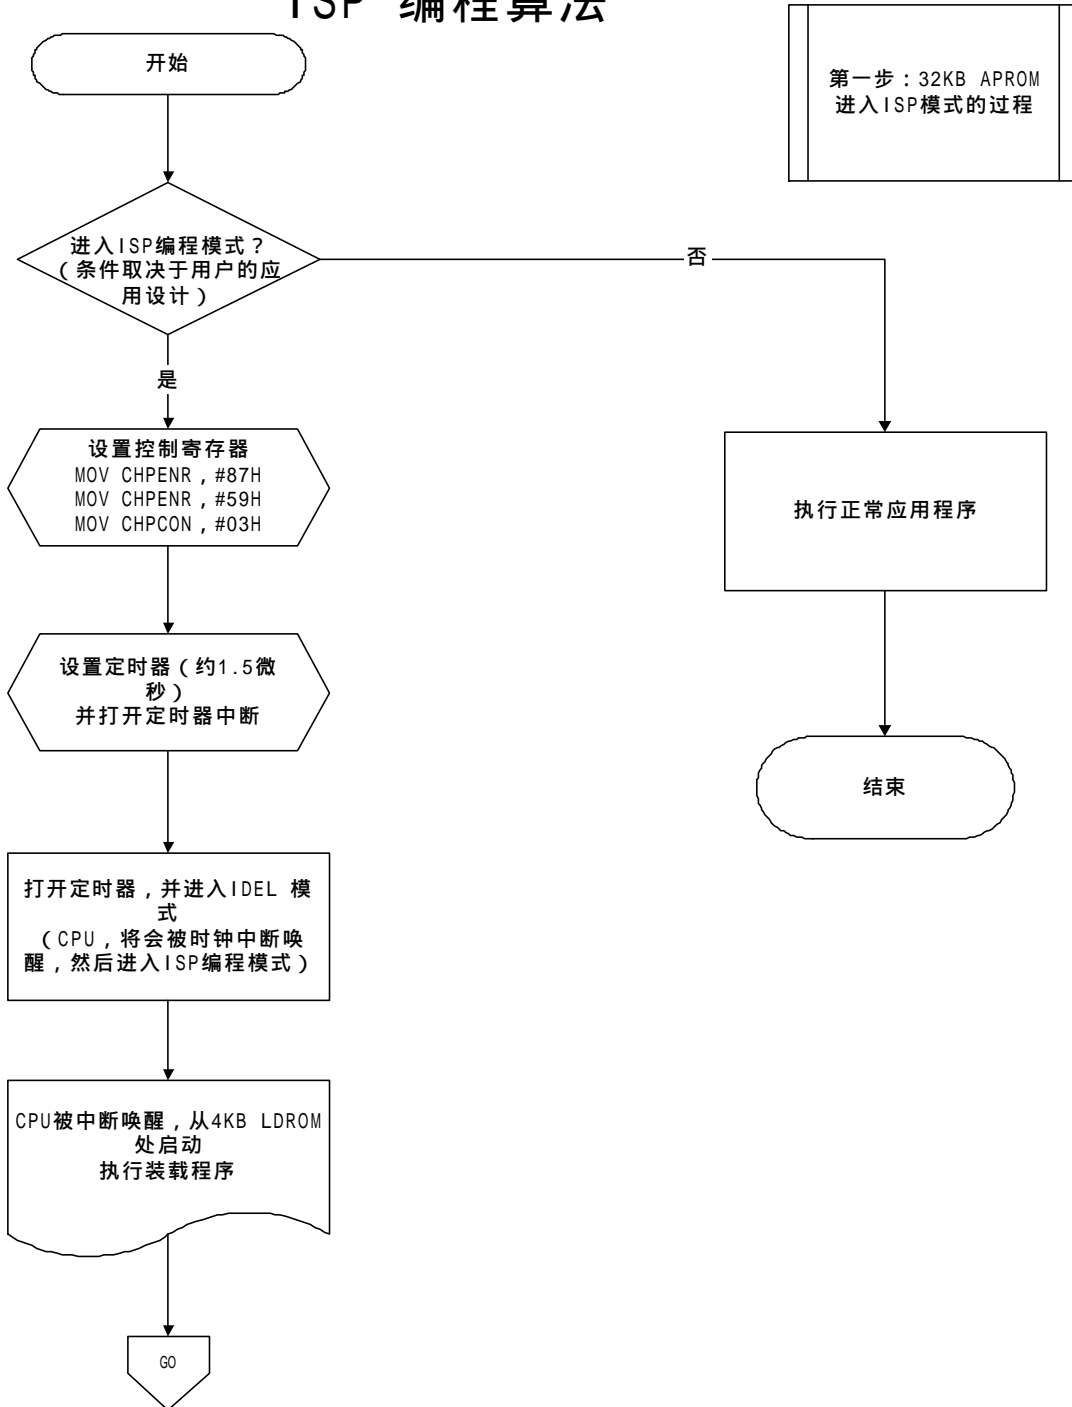 ISP 编程算法
开始
第一步：32KB APROM
进入ISP模式的过程
进入ISP编程模式？
（条件取决于用户的应
用设计）
否
是
设置控制寄存器
MOV CHPENR，#87H
MOV CHPENR，#59H
MOV CHPCON，#03H
执行正常应用程序
设置定时器（约1.5微
秒）
并打开定时器中断
结束
打开定时器，并进入IDEL 模
式
（CPU，将会被时钟中断唤
醒，然后进入ISP编程模式）
CPU被中断唤醒，从4KB LDROM
处启动
执行装载程序
GO